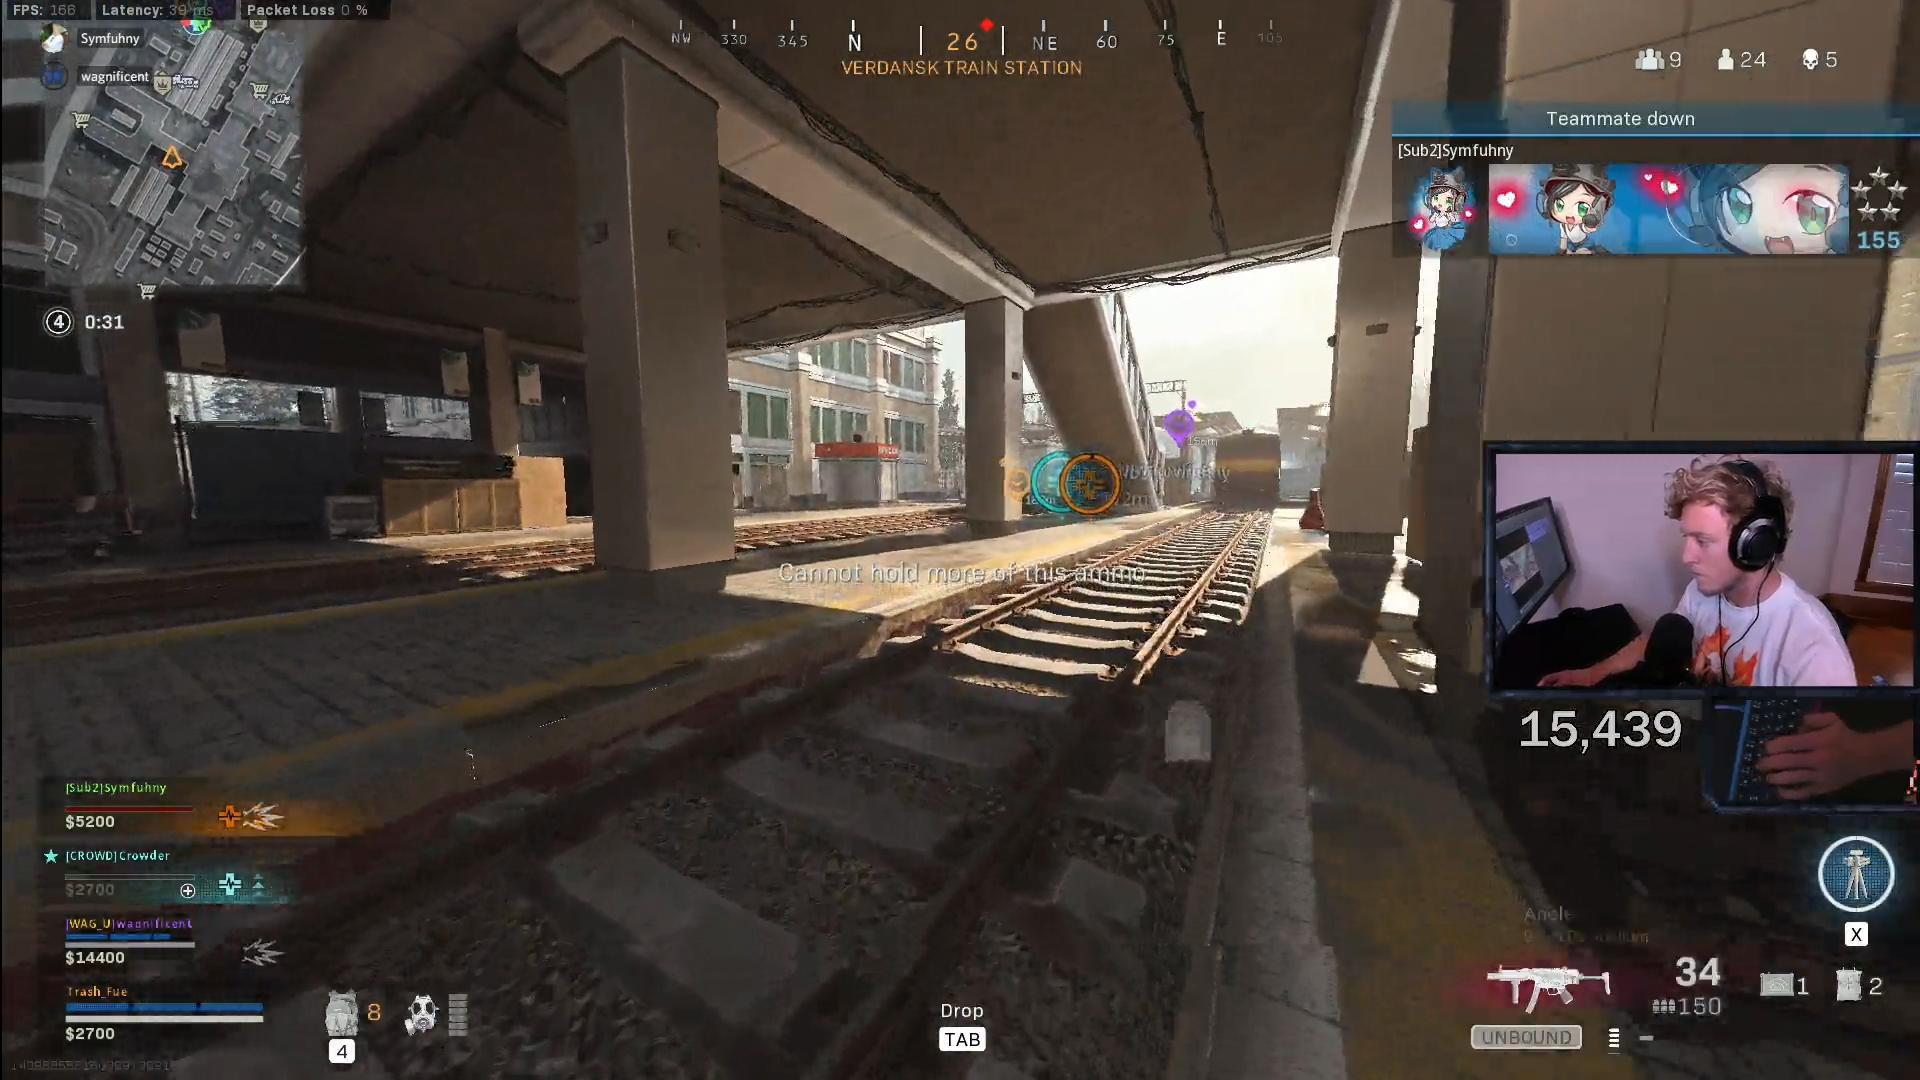 FPS: 166 Latency: 39 ms Packet Loss 0 %
Symfuhny
wagnificent
NW 330 345 N 26 NE 60 75 E 105
VERDANSK TRAIN STATION
9 24 5
Teammate down
[Sub2]Symfuhny
155
4 0:31
15m
Cannot hold more of this ammo
15,439
[Sub2]Symfuhny
$5200
[CROWD]Crowder
$2700
[WAG_U]wagnificent
$14400
Trash_Fue
$2700
8
4
Drop
TAB
X
34
150
1
2
UNBOUND